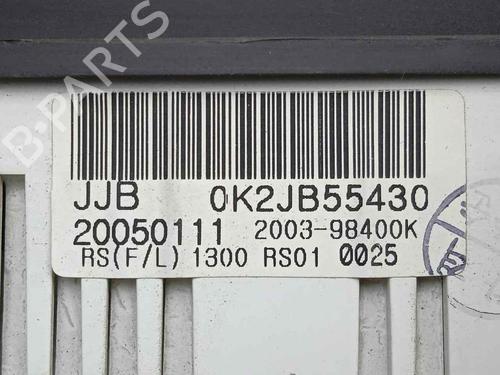 B-PARTS
JJB 0K2JB55430
20050111 2003-98400K
RS(F/L) 1300 RS01 0025